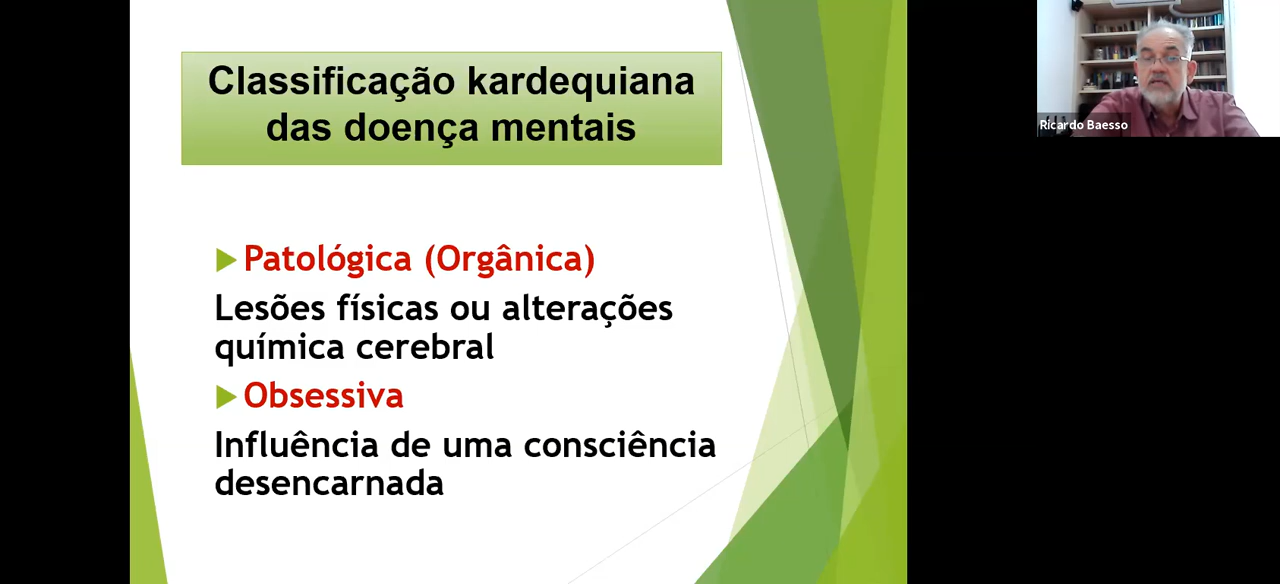 Classificação kardequiana
das doença mentais
Patológica (Orgânica)
Lesões físicas ou alterações
química cerebral
Obsessiva
Influência de uma consciência
desencarnada
Ricardo Baesso